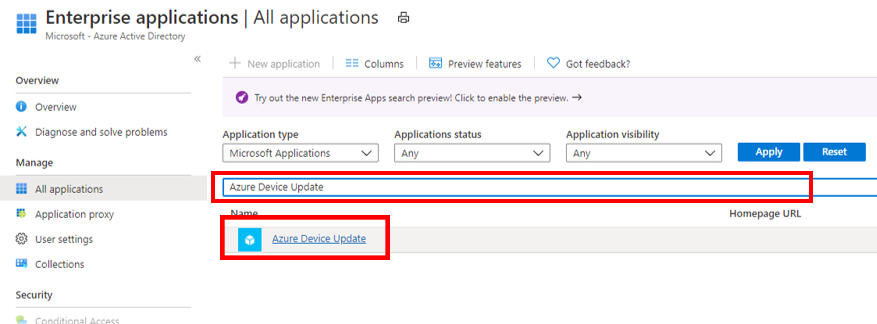 Enterprise applications | All applications
Microsoft - Azure Active Directory
«
Overview
Overview
Diagnose and solve problems
Manage
All applications
Application proxy
User settings
Collections
Security
Conditional Access
New application Columns Preview features Got feedback?
Try out the new Enterprise Apps search preview! Click to enable the preview. →
Application type Applications status Application visibility
Microsoft Applications Any Any Apply Reset
Azure Device Update
Name Homepage URL
Azure Device Update